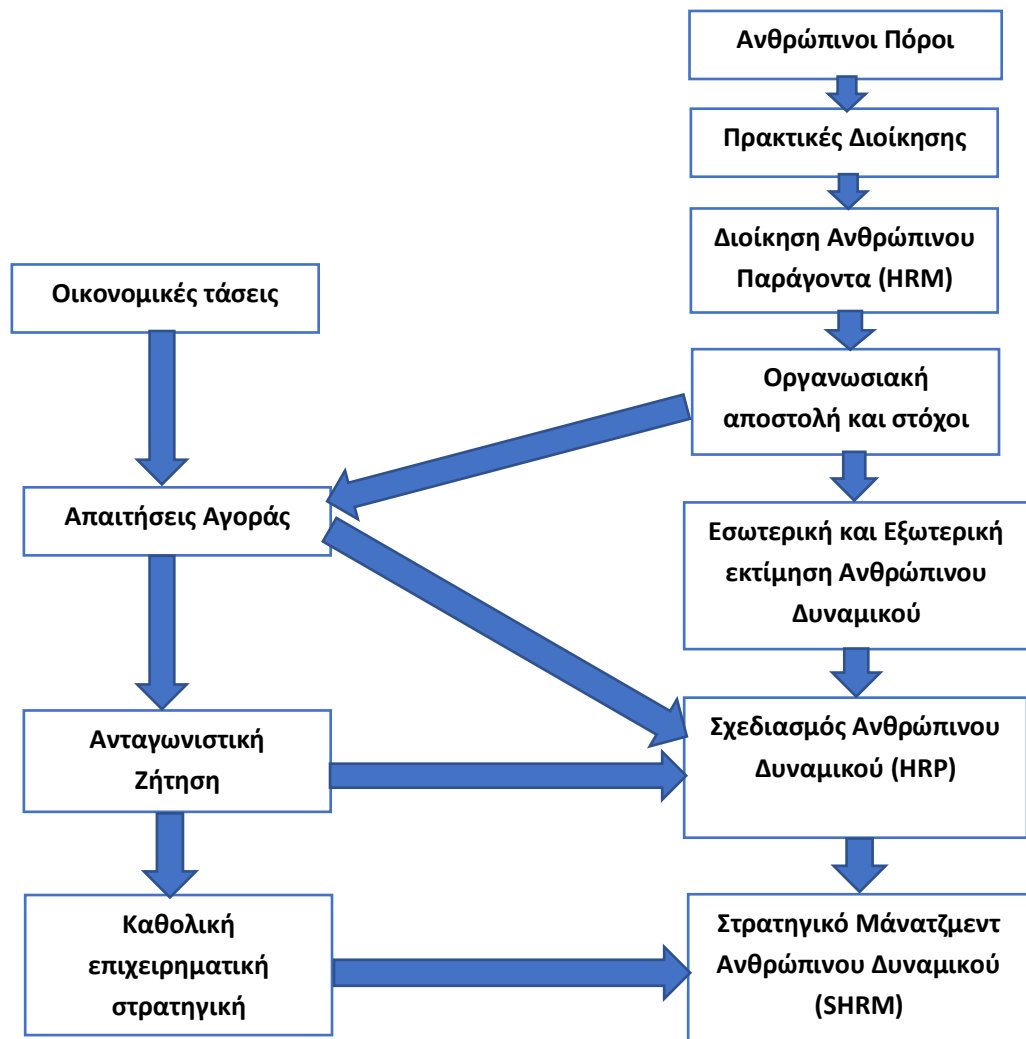 Ανθρώπινοι Πόροι
Πρακτικές Διοίκησης
Διοίκηση Ανθρώπινου
Παράγοντα (HRM)
Οικονομικές τάσεις
Οργανωσιακή
αποστολή και στόχοι
Απαιτήσεις Αγοράς
Εσωτερική και Εξωτερική
εκτίμηση Ανθρώπινου
Δυναμικού
Ανταγωνιστική
Ζήτηση
Σχεδιασμός Ανθρώπινου
Δυναμικού (HRP)
Καθολική
επιχειρηματική
στρατηγική
Στρατηγικό Μάνατζμεντ
Ανθρώπινου Δυναμικού
(SHRM)